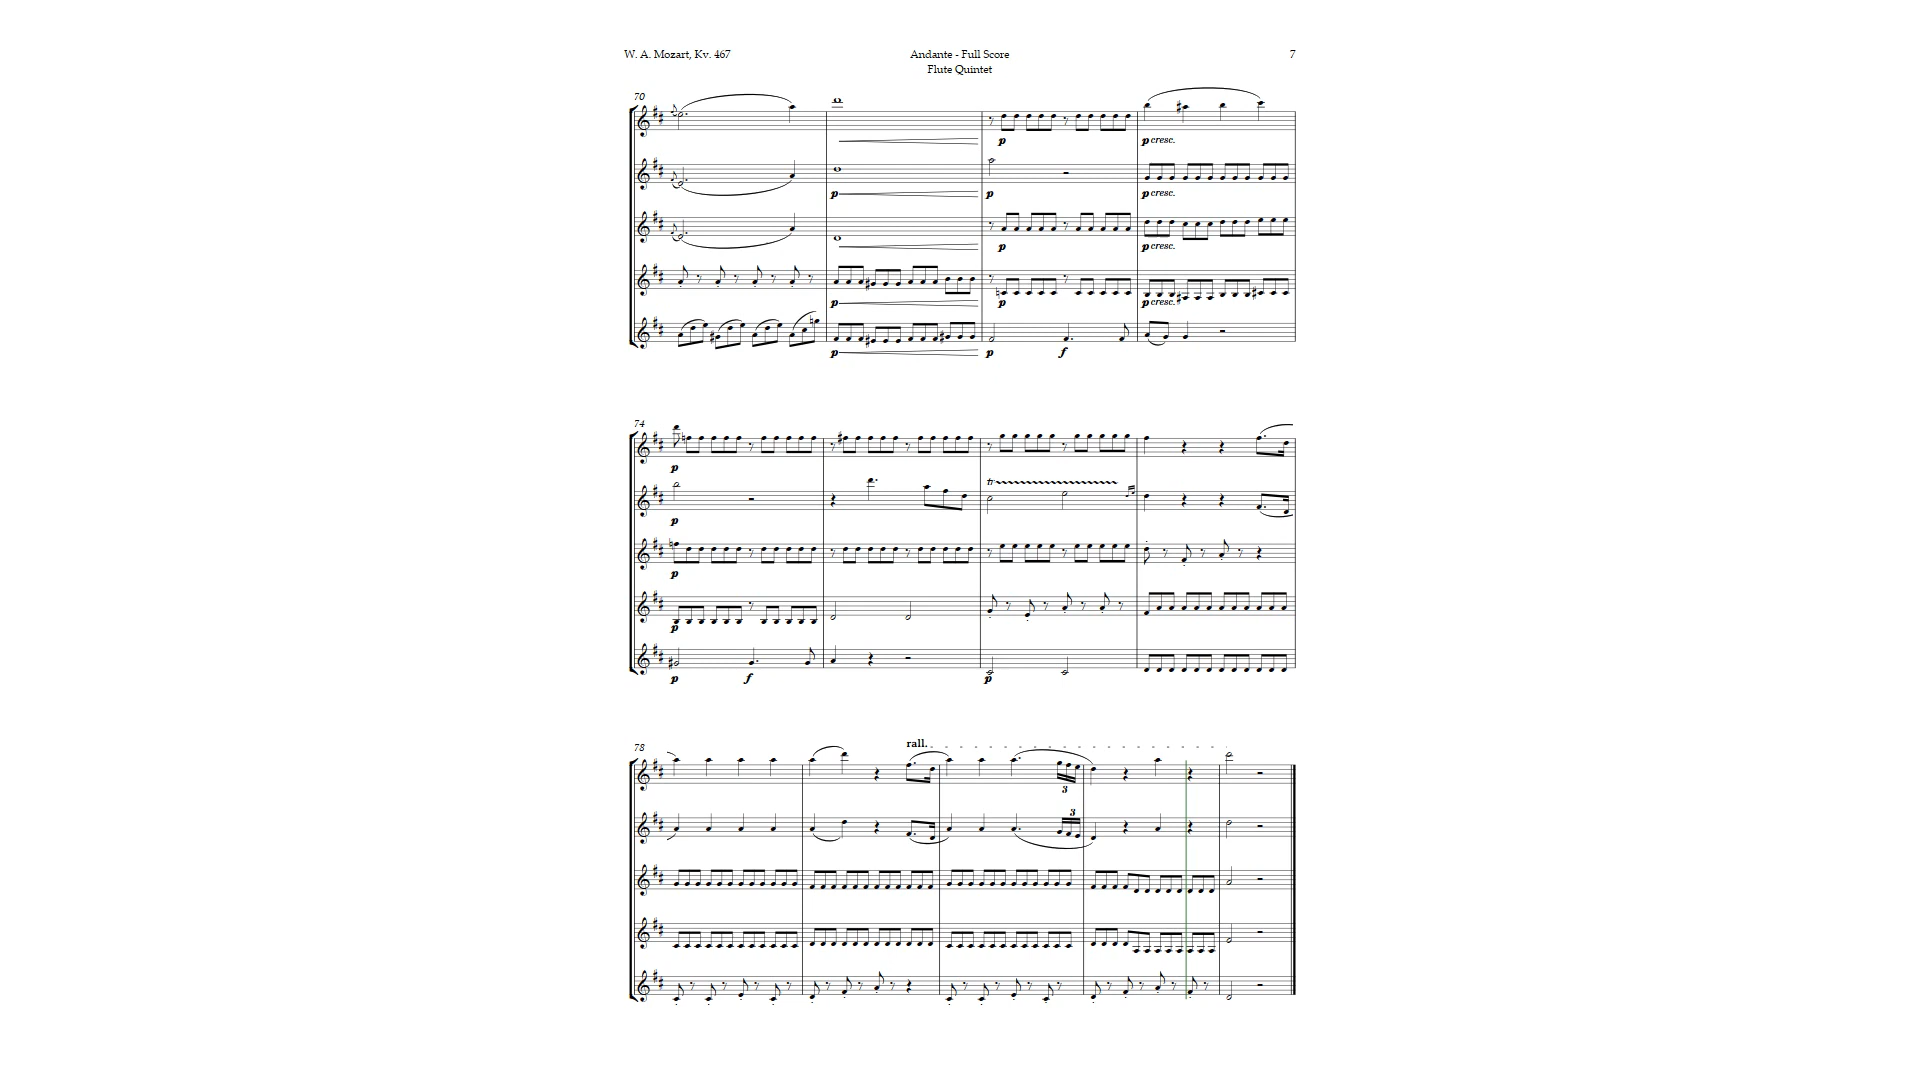 W. A. Mozart, Kv. 467
Andante - Full Score
7
Flute Quintet
70
p
p cresc.
p
p
p cresc.
p
p cresc.
p
p
p cresc.
p
p
f
74
p
tr
p
p
p
p
f
p
78
rall.
3
3